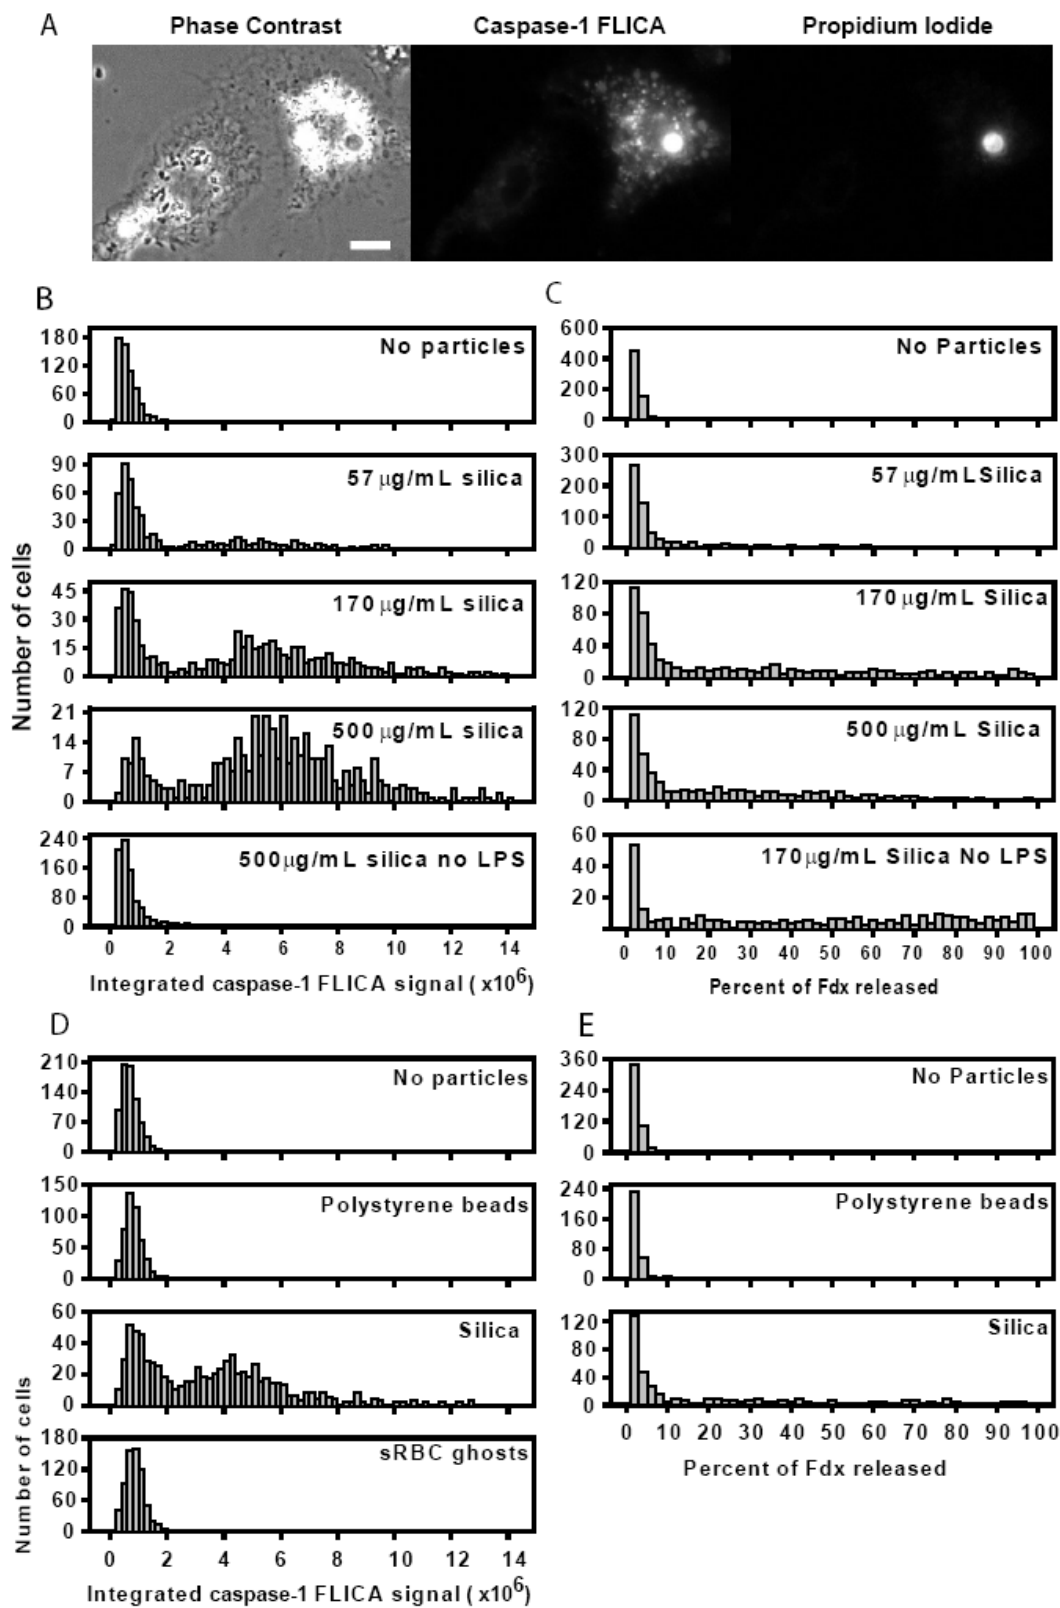 A
Phase Contrast
Caspase-1 FLICA
Propidium Iodide
B
No particles
180
120
60
0
57 μg/mL silica
90
60
30
0
170 μg/mL silica
45
30
15
0
500 μg/mL silica
21
14
7
0
500μg/mL silica no LPS
240
160
80
0
0 2 4 6 8 10 12 14
Number of cells
Integrated caspase-1 FLICA signal ( x10^6)
C
No Particles
600
400
200
0
57 μg/mLSilica
300
200
100
0
170 μg/mL Silica
120
80
40
0
500 μg/mL Silica
120
80
40
0
170μg/mL Silica No LPS
60
40
20
0 10 20 30 40 50 60 70 80 90 100
Percent of Fdx released
D
No particles
210
140
70
0
Polystyrene beads
150
100
50
0
Silica
60
40
20
0
sRBC ghosts
180
120
60
0
0 2 4 6 8 10 12 14
Number of cells
Integrated caspase-1 FLICA signal ( x10^6)
E
No Particles
360
240
120
0
Polystyrene beads
240
160
80
0
Silica
120
80
40
0
0 10 20 30 40 50 60 70 80 90 100
Percent of Fdx released